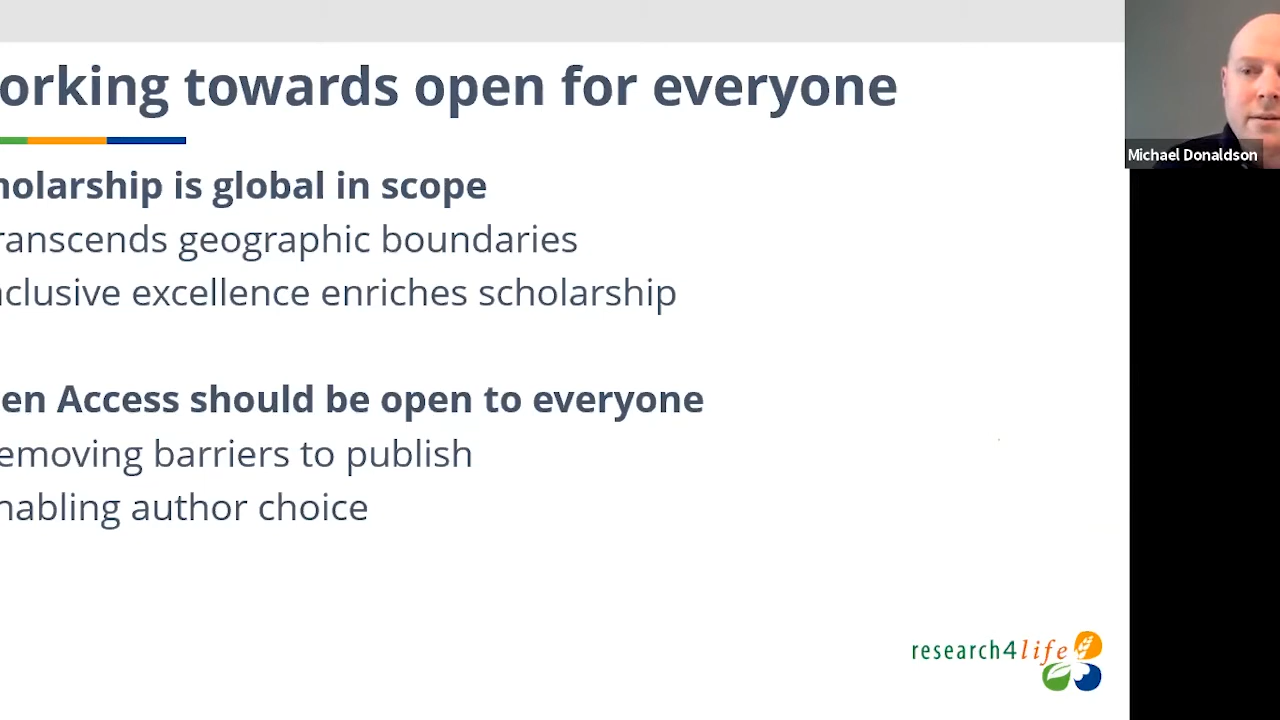 orking towards open for everyone
holarship is global in scope
ranscends geographic boundaries
nclusive excellence enriches scholarship
en Access should be open to everyone
emoving barriers to publish
nabling author choice
research4life
Michael Donaldson